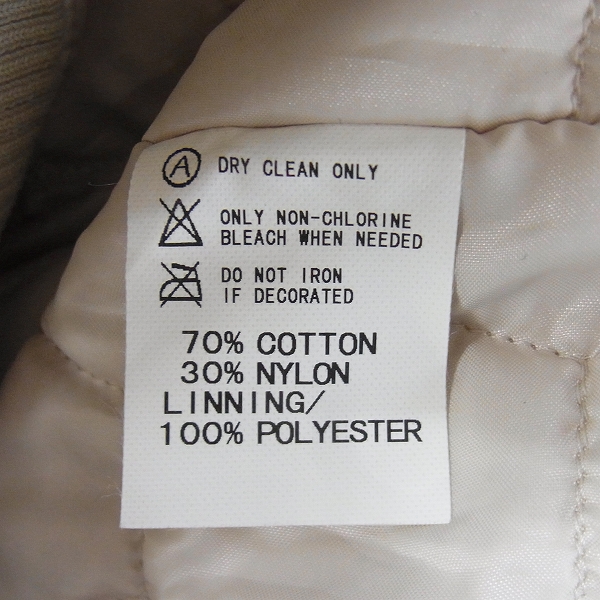 A DRY CLEAN ONLY
ONLY NON-CHLORINE
BLEACH WHEN NEEDED
DO NOT IRON
IF DECORATED
70% COTTON
30% NYLON
LINNING/
100% POLYESTER